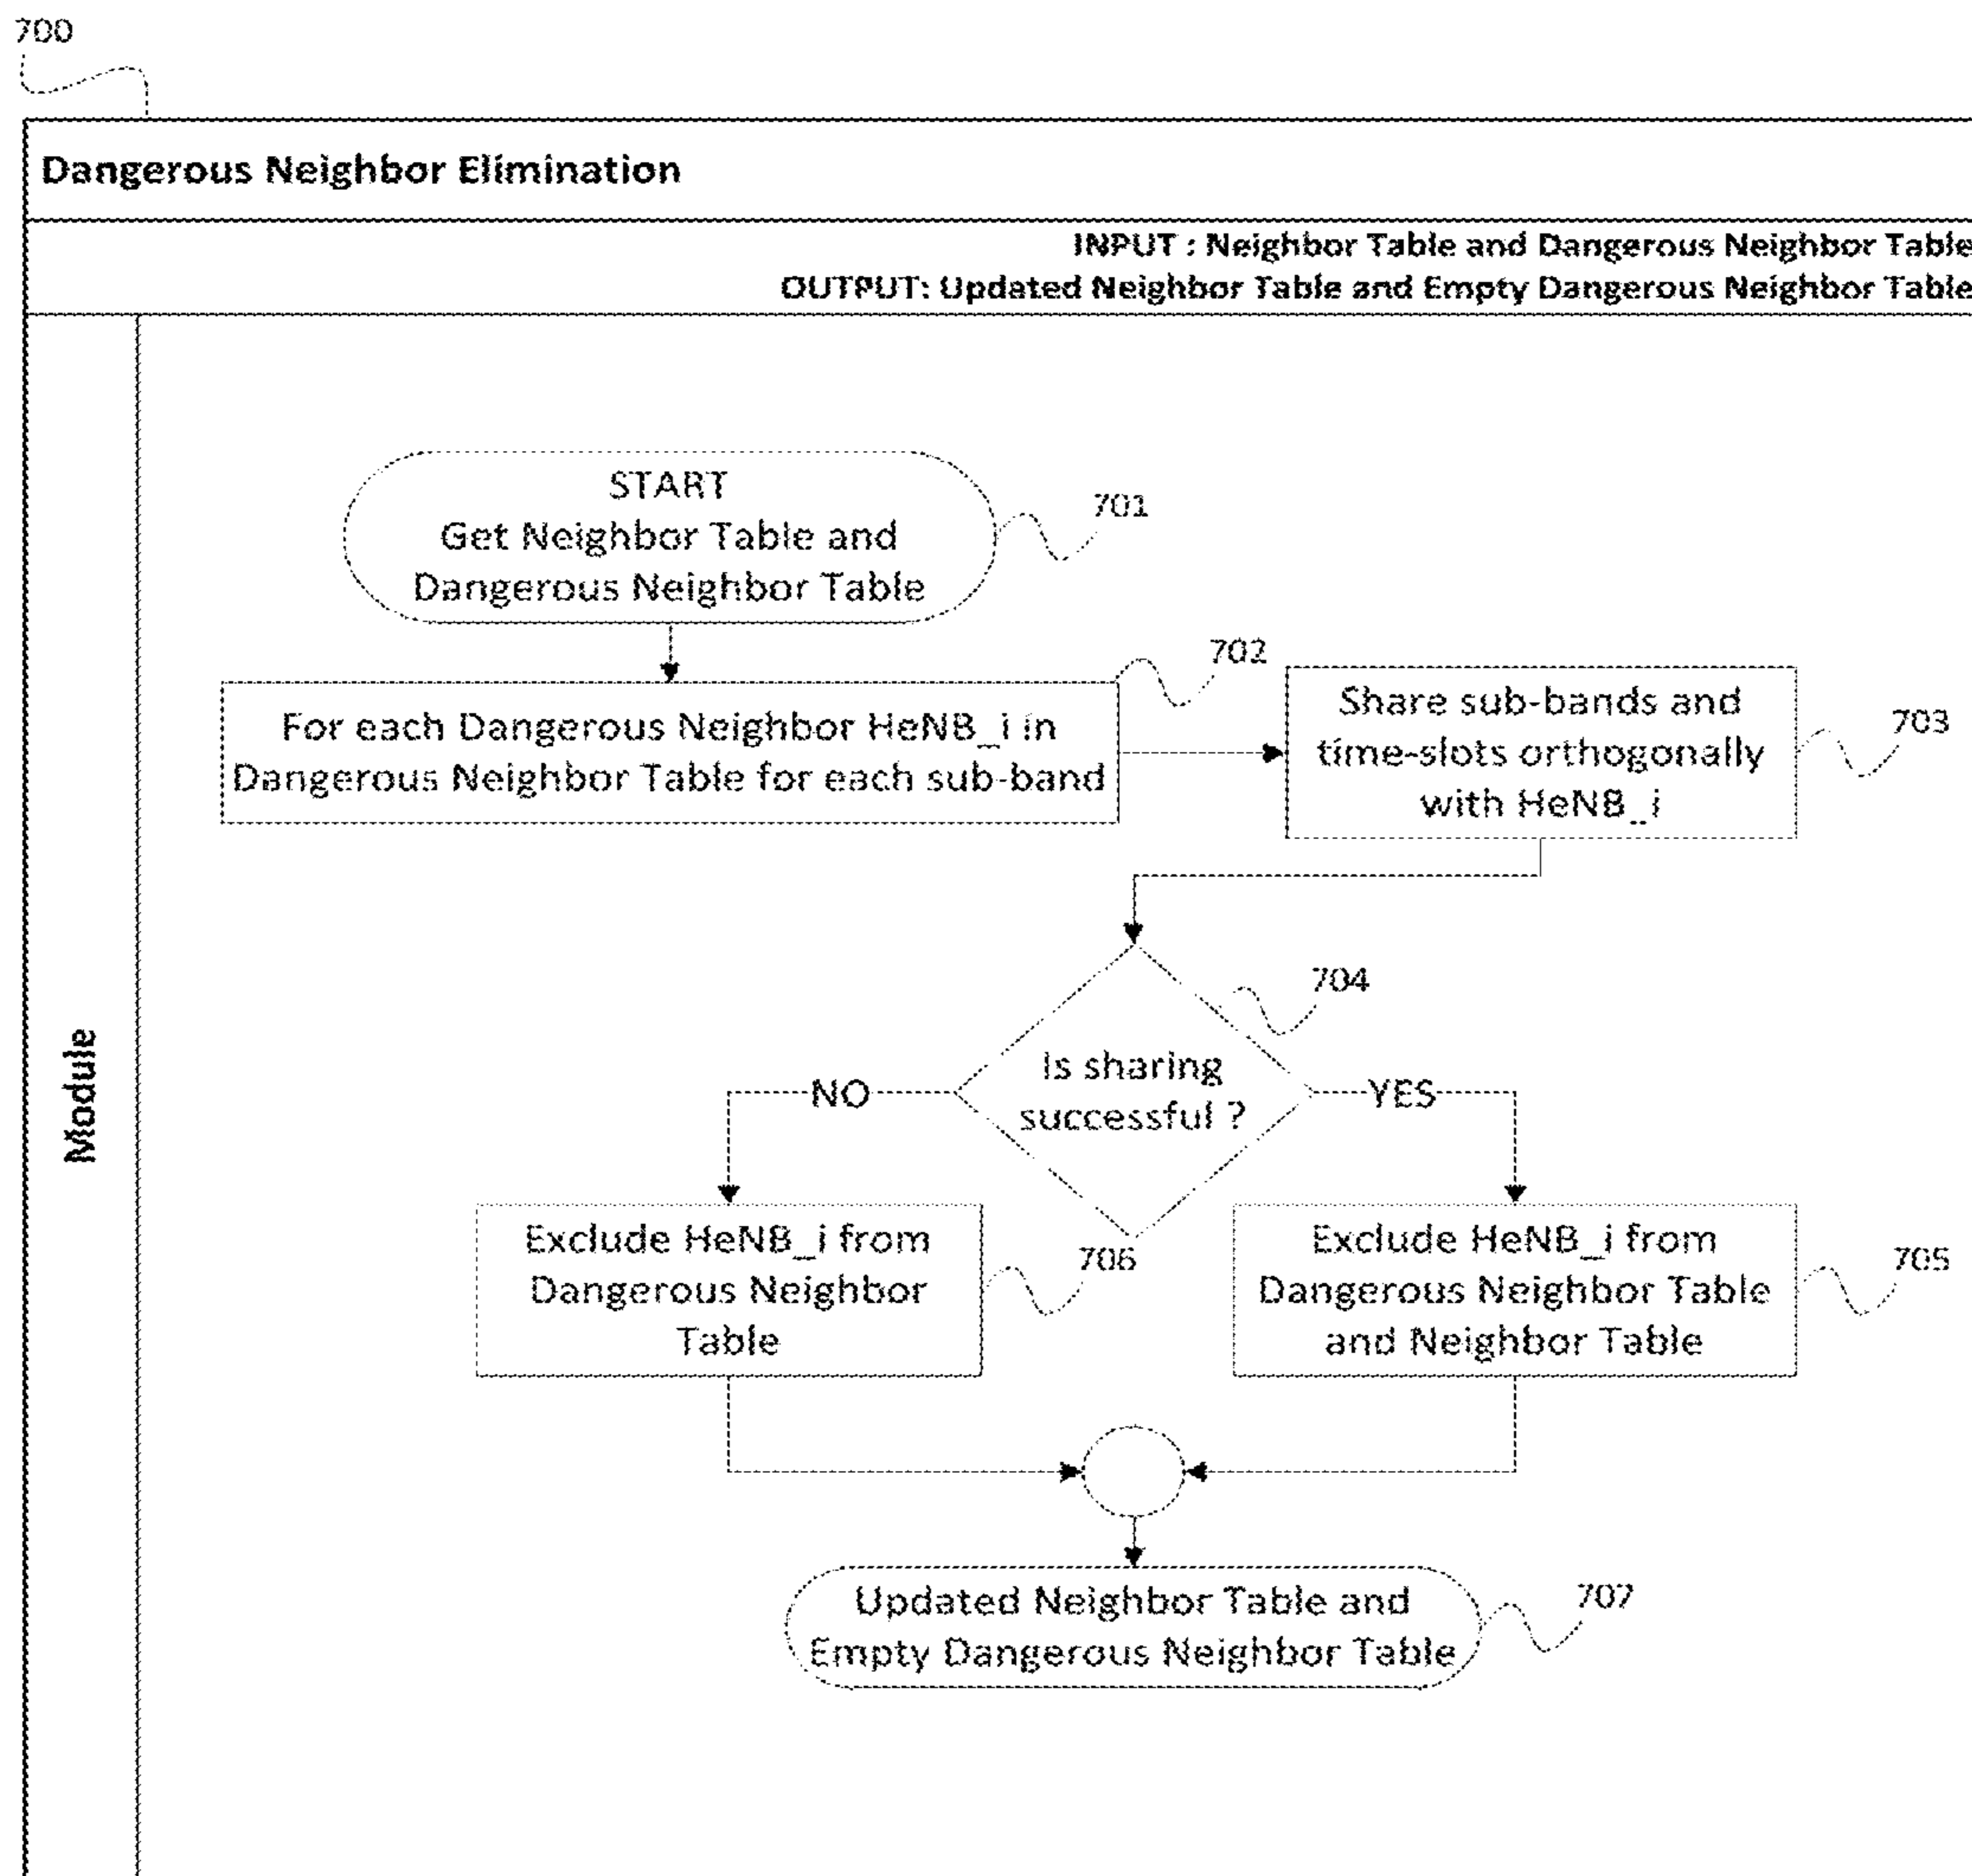 700
Dangerous Neighbor Elimination
INPUT : Neighbor Table and Dangerous Neighbor Table
OUTPUT: Updated Neighbor Table and Empty Dangerous Neighbor Table
Module
START
Get Neighbor Table and
Dangerous Neighbor Table
701
702
For each Dangerous Neighbor HeNB_i in
Dangerous Neighbor Table for each sub-band
Share sub-bands and
time-slots orthogonally
with HeNB_i
703
704
Is sharing
successful ?
NO
YES
Exclude HeNB_i from
Dangerous Neighbor
Table
706
Exclude HeNB_i from
Dangerous Neighbor Table
and Neighbor Table
705
Updated Neighbor Table and
Empty Dangerous Neighbor Table
707